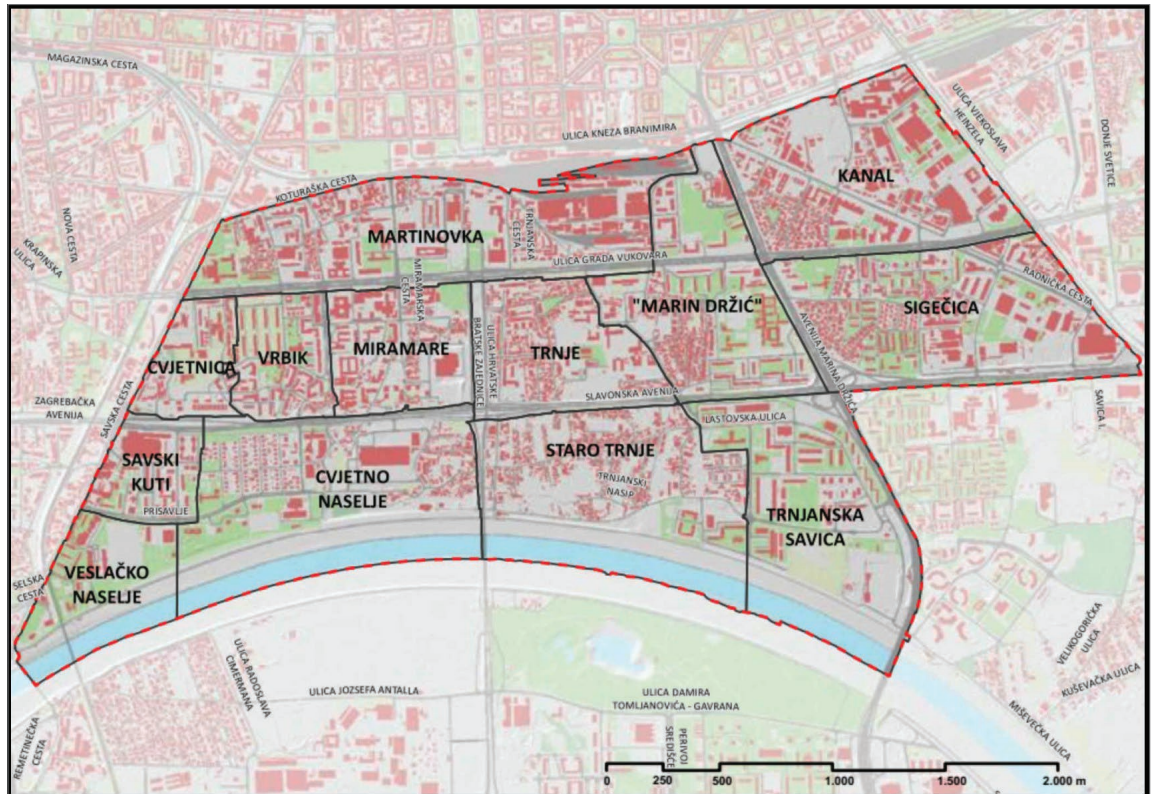 MAGAZINSKA CESTA
ULICA KNEZA BRANIMIRA
ULICA VJEKOSLAVA
HEINZELA
DONJE SVETICE
KOTURAŠKA CESTA
KANAL
NOVA CESTA
KRAPINSKA
ULICA
MARTINOVKA
TRNJANSKA
CESTA
ULICA GRADA VUKOVARA
MIRAMARSKA
CESTA
RADNIČKA CESTA
"MARIN DRŽIĆ"
SIGEČICA
CVJETNICA
VRBIK
MIRAMARE
TRNJE
ULICA HRVATSKE
BRATSKE ZAJEDNICE
AVENIJA MARINA DRŽIĆA
SAVSKA CESTA
ZAGREBAČKA
AVENIJA
SLAVONSKA AVENIJA
LASTOVSKA ULICA
SAVICA I.
SAVSKI
KUTI
CVJETNO
NASELJE
STARO TRNJE
TRNJANSKI
NASIP
PRISAVLJE
TRNJANSKA
SAVICA
VESLAČKO
NASELJE
SELSKA
CESTA
VELIKOGORIČKA
ULICA
KUŠEVAČKA ULICA
ULICA RADOSLAVA
CIMERMANA
ULICA JOZSEFA ANTALLA
ULICA DAMIRA
TOMLJANOVIĆA - GAVRANA
MIŠEVEČKA ULICA
REMETINEČKA
CESTA
PERIVOJ
SREDIŠĆE
0 250 500 1.000 1.500 2.000 m